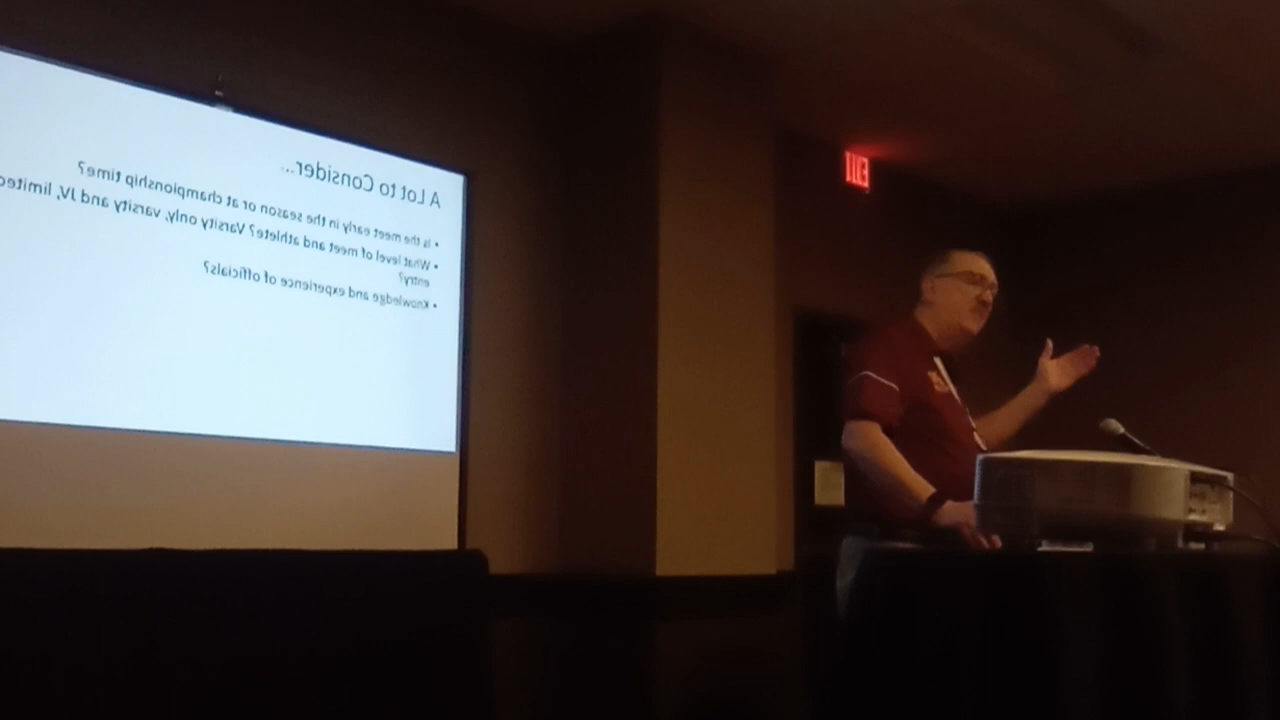 A Lot to Consider...
• Is the meet early in the season or at championship time?
• What level of meet and athlete? Varsity only, varsity and JV, limited
entry?
• Knowledge and experience of officials?
EXIT